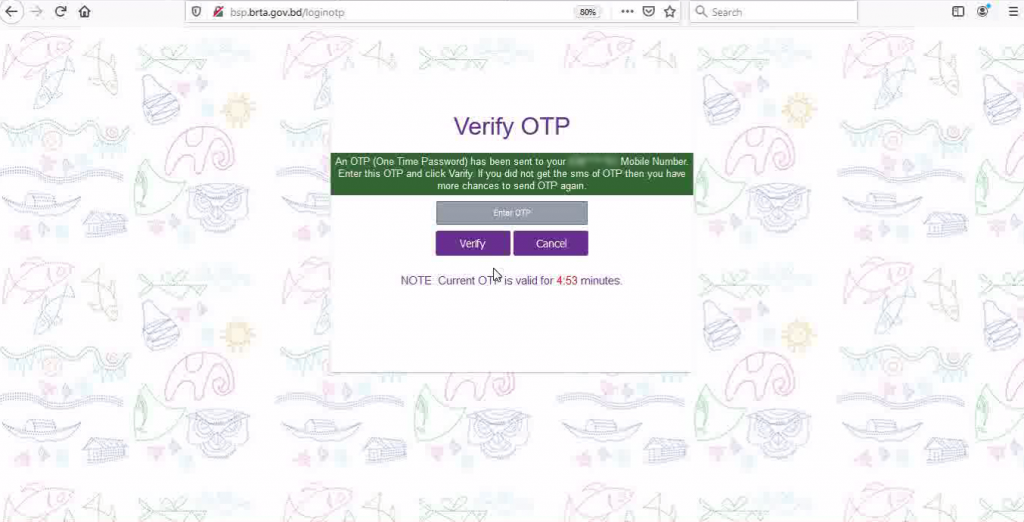 bsp.brta.gov.bd/loginotp
80%
Search
Verify OTP
An OTP (One Time Password) has been sent to your Mobile Number.
Enter this OTP and click Varify. If you did not get the sms of OTP then you have
more chances to send OTP again.
Enter OTP
Verify Cancel
NOTE: Current OTP is valid for 4:53 minutes.